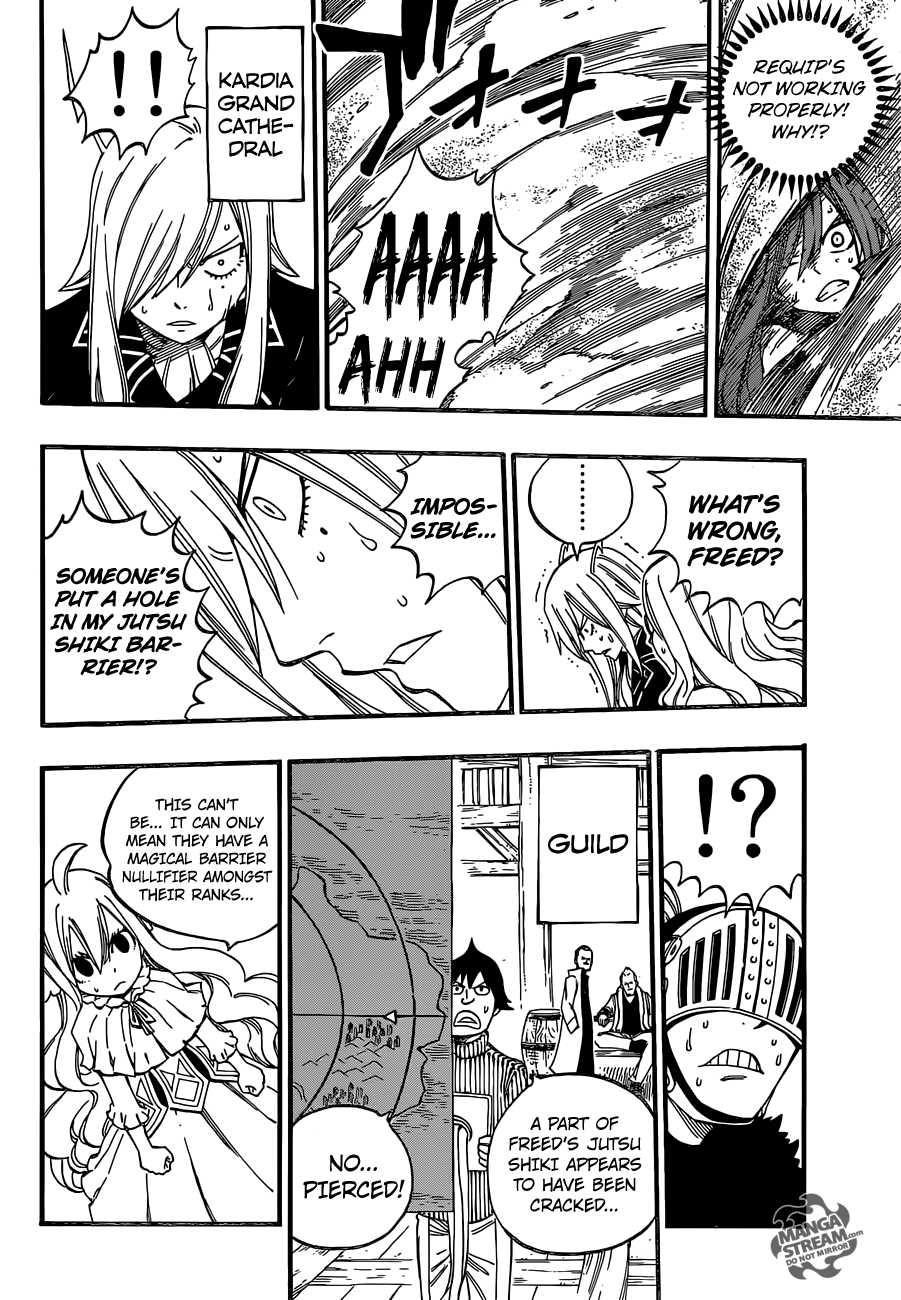 REQUIP'S
NOT WORKING
PROPERLY!
WHY!?
AAAA
AHH
KARDIA
GRAND
CATHE-
DRAL
!!
WHAT'S
WRONG,
FREED?
........
IMPOS-
SIBLE...
SOMEONE'S
PUT A HOLE
IN MY JUTSU
SHIKI BAR-
RIER!?
!?
GUILD
A PART OF
FREED'S JUTSU
SHIKI APPEARS
TO HAVE BEEN
CRACKED...
NO...
PIERCED!
THIS CAN'T
BE... IT CAN ONLY
MEAN THEY HAVE A
MAGICAL BARRIER
NULLIFIER AMONGST
THEIR RANKS...
MANGA
STREAM.com
DO NOT MIRROR